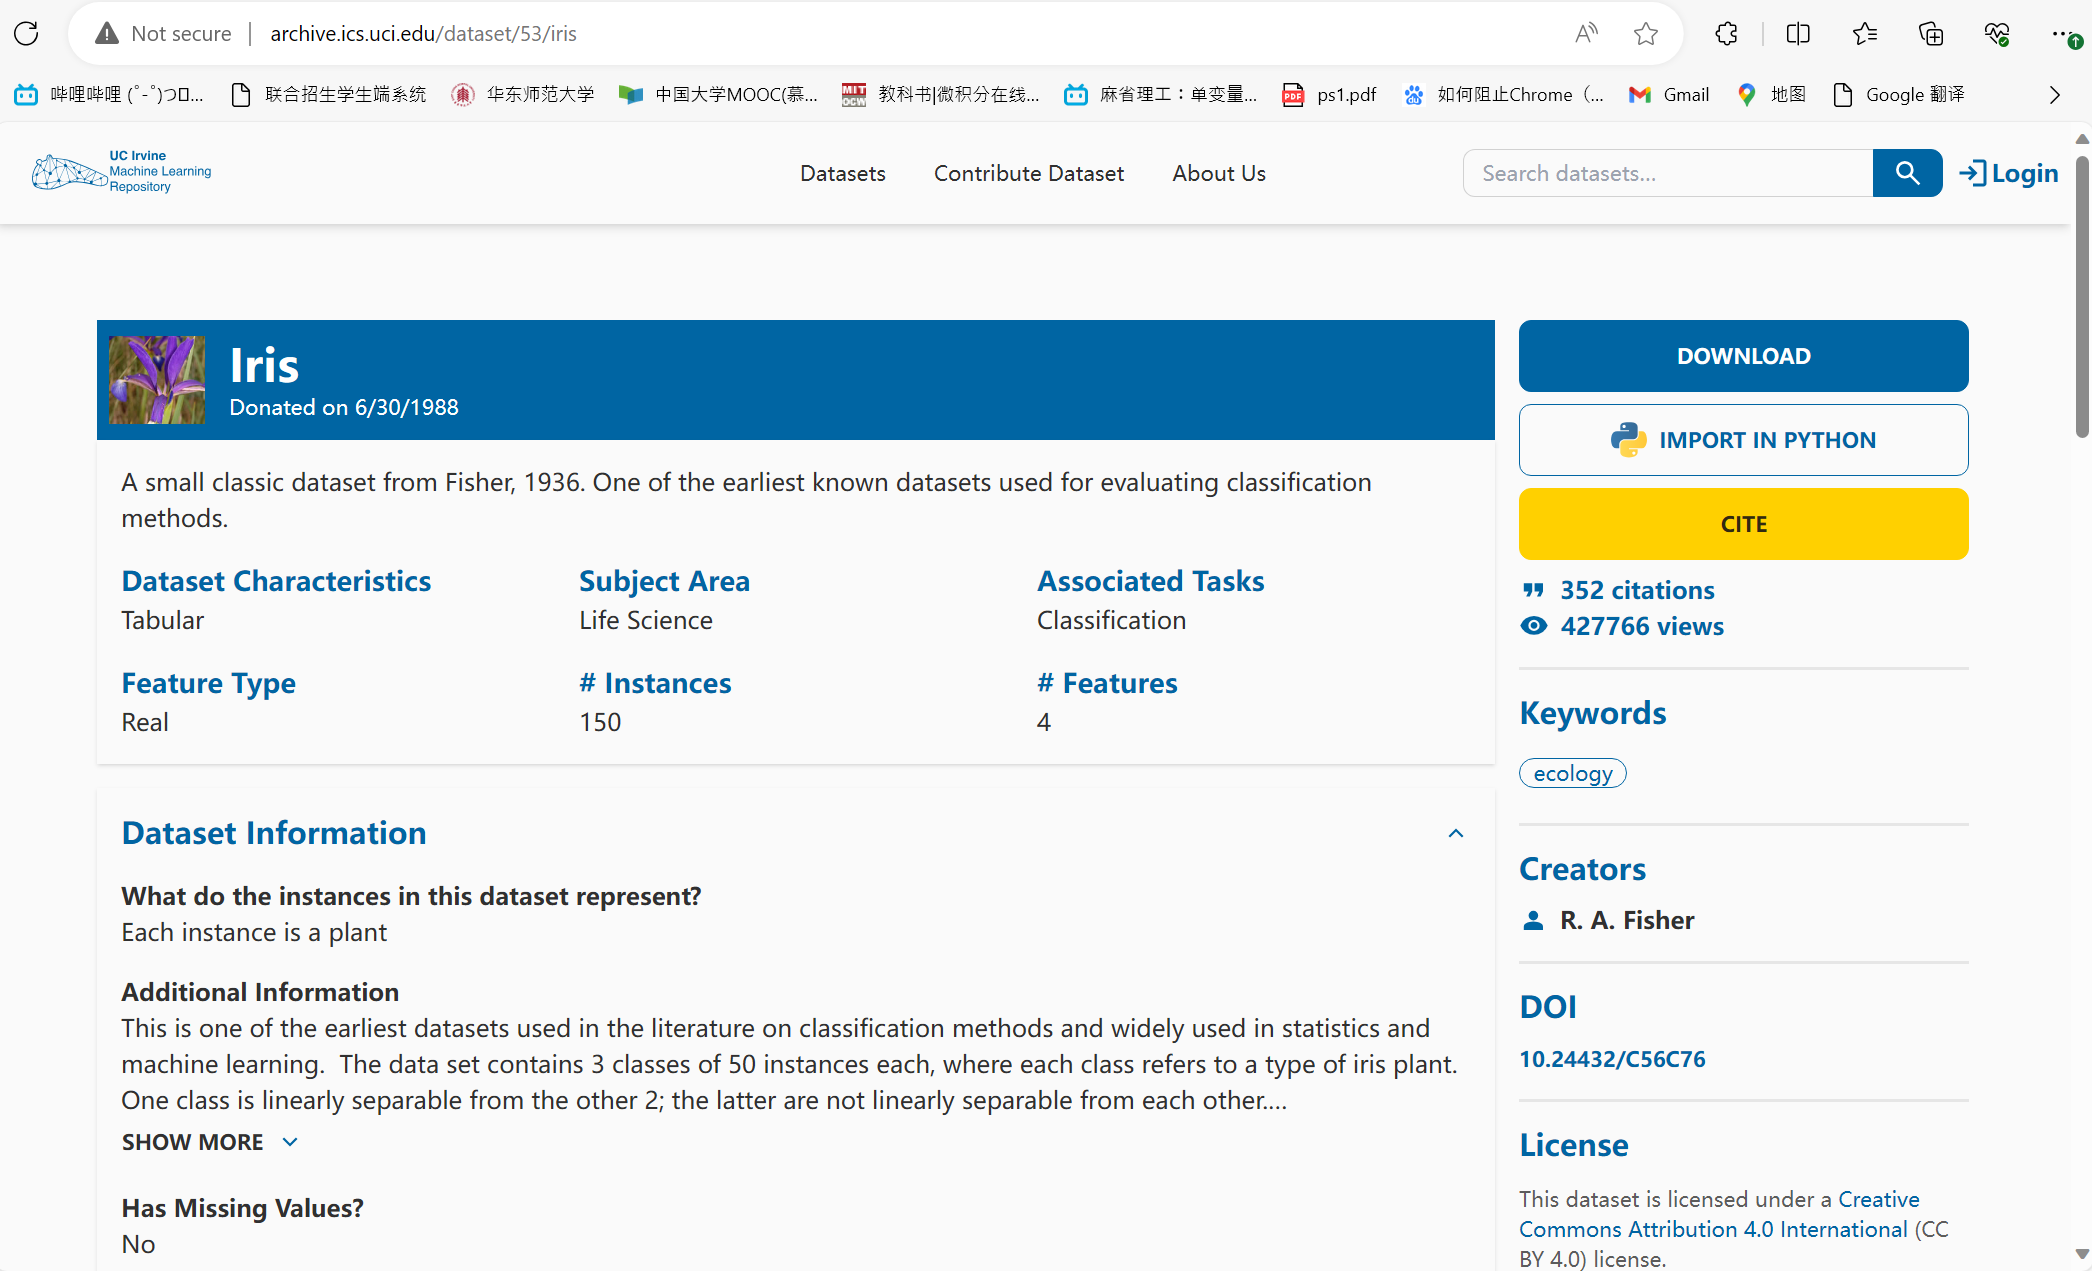 Not secure | archive.ics.uci.edu/dataset/53/iris
哔哩哔哩 (゜-゜)つロ... 联合招生学生端系统 华东师范大学 中国大学MOOC(慕... 教科书|微积分在线... 麻省理工：单变量... ps1.pdf 如何阻止Chrome（... Gmail 地图 Google 翻译
UC Irvine
Machine Learning
Repository
Datasets Contribute Dataset About Us Search datasets... Login
Iris
Donated on 6/30/1988
A small classic dataset from Fisher, 1936. One of the earliest known datasets used for evaluating classification
methods.
Dataset Characteristics Subject Area Associated Tasks
Tabular Life Science Classification
Feature Type # Instances # Features
Real 150 4
Dataset Information
What do the instances in this dataset represent?
Each instance is a plant
Additional Information
This is one of the earliest datasets used in the literature on classification methods and widely used in statistics and
machine learning.  The data set contains 3 classes of 50 instances each, where each class refers to a type of iris plant.
One class is linearly separable from the other 2; the latter are not linearly separable from each other....
SHOW MORE
Has Missing Values?
No
DOWNLOAD
IMPORT IN PYTHON
CITE
352 citations
427766 views
Keywords
ecology
Creators
R. A. Fisher
DOI
10.24432/C56C76
License
This dataset is licensed under a Creative
Commons Attribution 4.0 International (CC
BY 4.0) license.